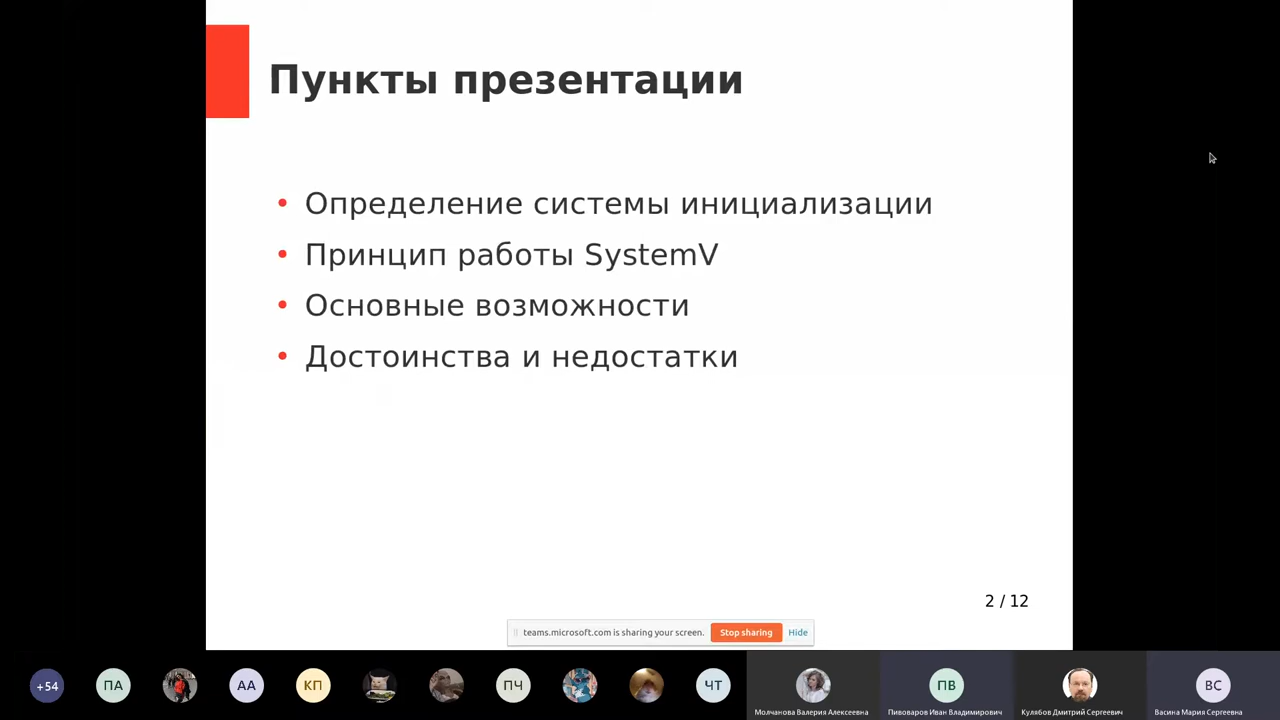 Пункты презентации
Определение системы инициализации
Принцип работы SystemV
Основные возможности
Достоинства и недостатки
2 / 12
teams.microsoft.com is sharing your screen. Stop sharing Hide
+54 ПА АА КП ПЧ ЧТ ПВ ВС
Молчанова Валерия Алексеевна Пивоваров Иван Владимирович Кулябов Дмитрий Сергеевич Васина Мария Сергеевна